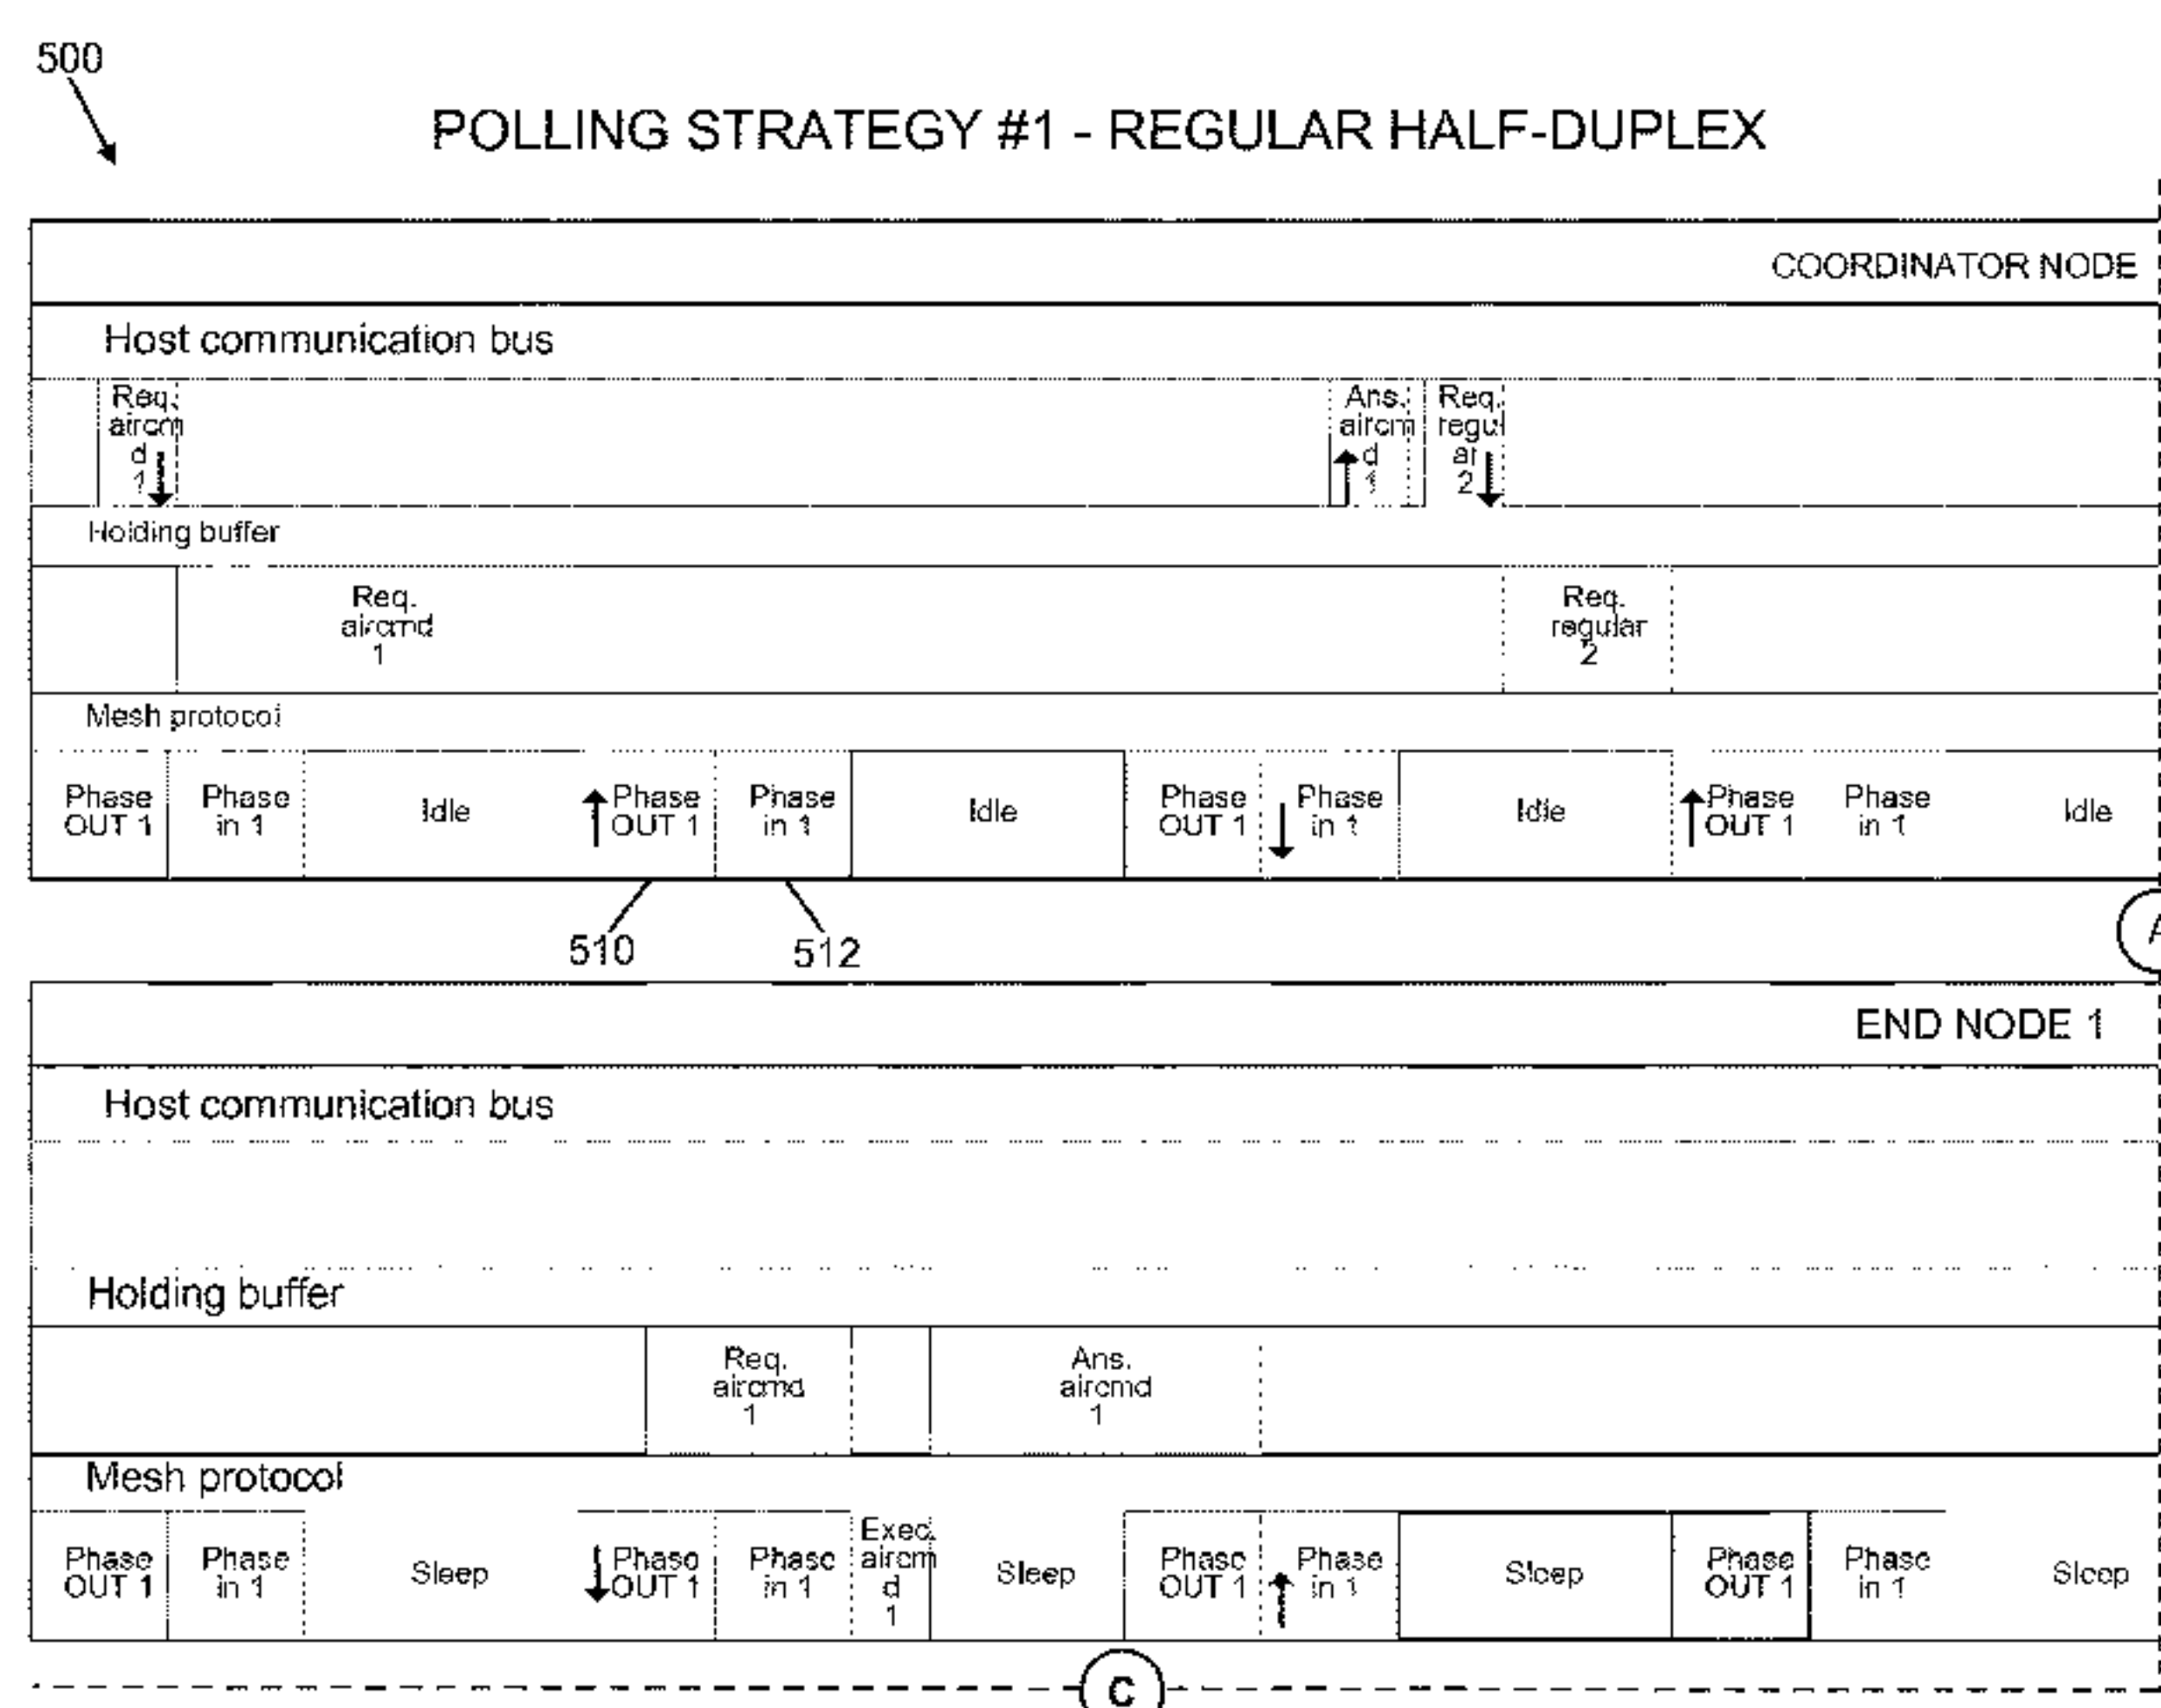 500
POLLING STRATEGY #1 - REGULAR HALF-DUPLEX
COORDINATOR NODE
Host communication bus
Req.
aircm
d
1
Ans.
aircm
d
1
Req.
regul
ar
2
Holding buffer
Req.
aircmd
1
Req.
regular
2
Mesh protocol
Phase
OUT 1
Phase
in 1
Idle
Phase
OUT 1
Phase
in 1
Idle
Phase
OUT 1
Phase
in 1
Idle
Phase
OUT 1
Phase
in 1
Idle
510
512
A
END NODE 1
Host communication bus
Holding buffer
Req.
aircmd
1
Ans.
aircmd
1
Mesh protocol
Phase
OUT 1
Phase
in 1
Sleep
Phase
OUT 1
Phase
in 1
Exec.
aircm
d
1
Sleep
Phase
OUT 1
Phase
in 1
Sleep
Phase
OUT 1
Phase
in 1
Sleep
C